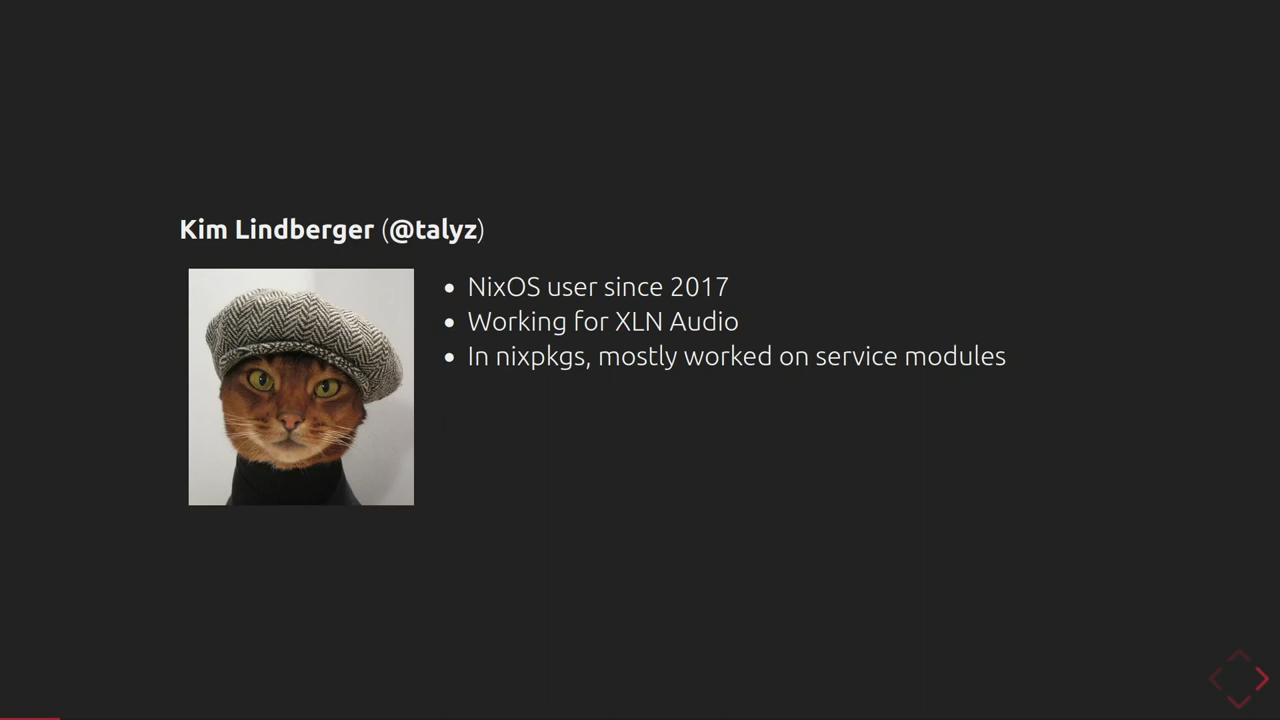 Kim Lindberger (@talyz)
• NixOS user since 2017
• Working for XLN Audio
• In nixpkgs, mostly worked on service modules